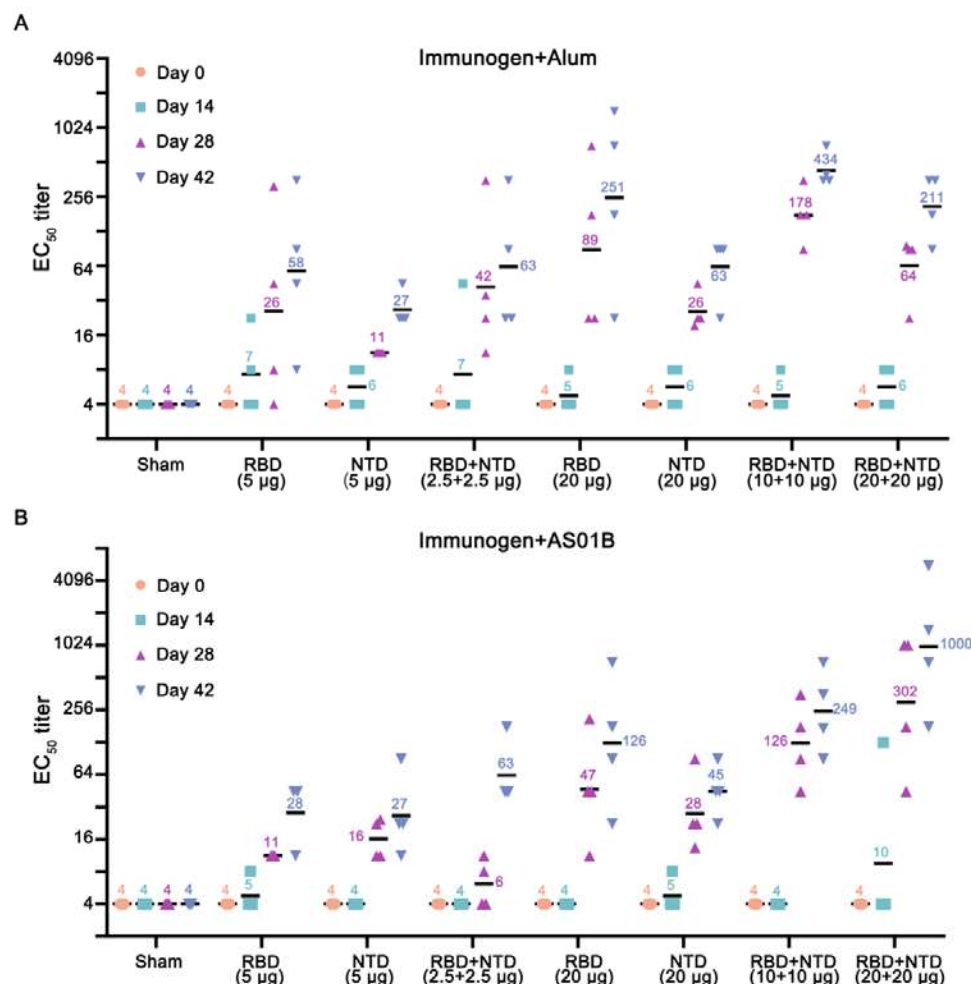 A
Immunogen+Alum
Day 0
Day 14
Day 28
Day 42
EC50 titer
4096
1024
256
64
16
4
4 4 4 4
4 7 26 58
4 6 11 27
4 7 42 63
4 5 89 251
4 6 26 63
4 5 178 434
4 6 64 211
Sham
RBD (5 µg)
NTD (5 µg)
RBD+NTD (2.5+2.5 µg)
RBD (20 µg)
NTD (20 µg)
RBD+NTD (10+10 µg)
RBD+NTD (20+20 µg)
B
Immunogen+AS01B
Day 0
Day 14
Day 28
Day 42
EC50 titer
4096
1024
256
64
16
4
4 4 4 4
4 5 11 28
4 4 16 27
4 4 6 63
4 4 47 126
4 5 28 45
4 4 126 249
4 10 302 1000
Sham
RBD (5 µg)
NTD (5 µg)
RBD+NTD (2.5+2.5 µg)
RBD (20 µg)
NTD (20 µg)
RBD+NTD (10+10 µg)
RBD+NTD (20+20 µg)